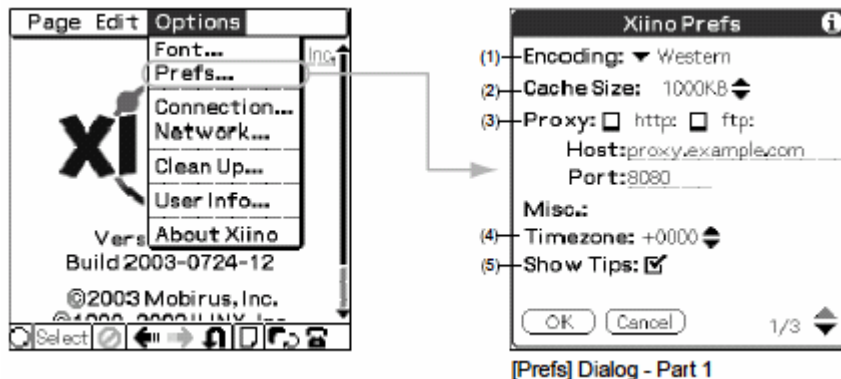 Page Edit Options
Font...
Inc.
Prefs...
Connection...
Network...
Clean Up...
User Info...
About Xiino
xi
Vers
Build 2003-0724-12
©2003 Mobirus, Inc.
Select
Xiino Prefs
(1) Encoding: Western
(2) Cache Size: 1000KB
(3) Proxy: http: ftp:
Host: proxy.example.com
Port: 8080
Misc.:
(4) Timezone: +0000
(5) Show Tips:
OK Cancel 1/3
[Prefs] Dialog - Part 1